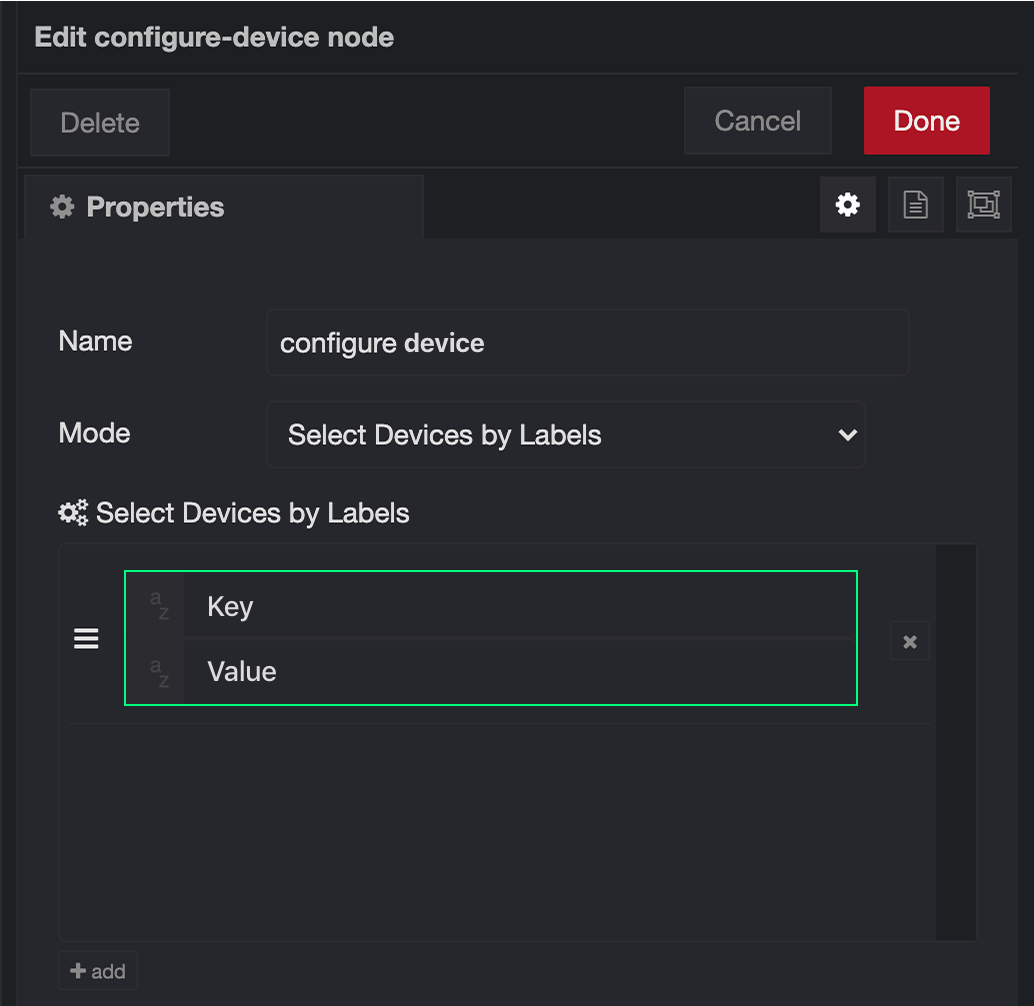 Edit configure-device node
Delete
Cancel
Done
Properties
Name
configure device
Mode
Select Devices by Labels
Select Devices by Labels
az
Key
az
Value
add